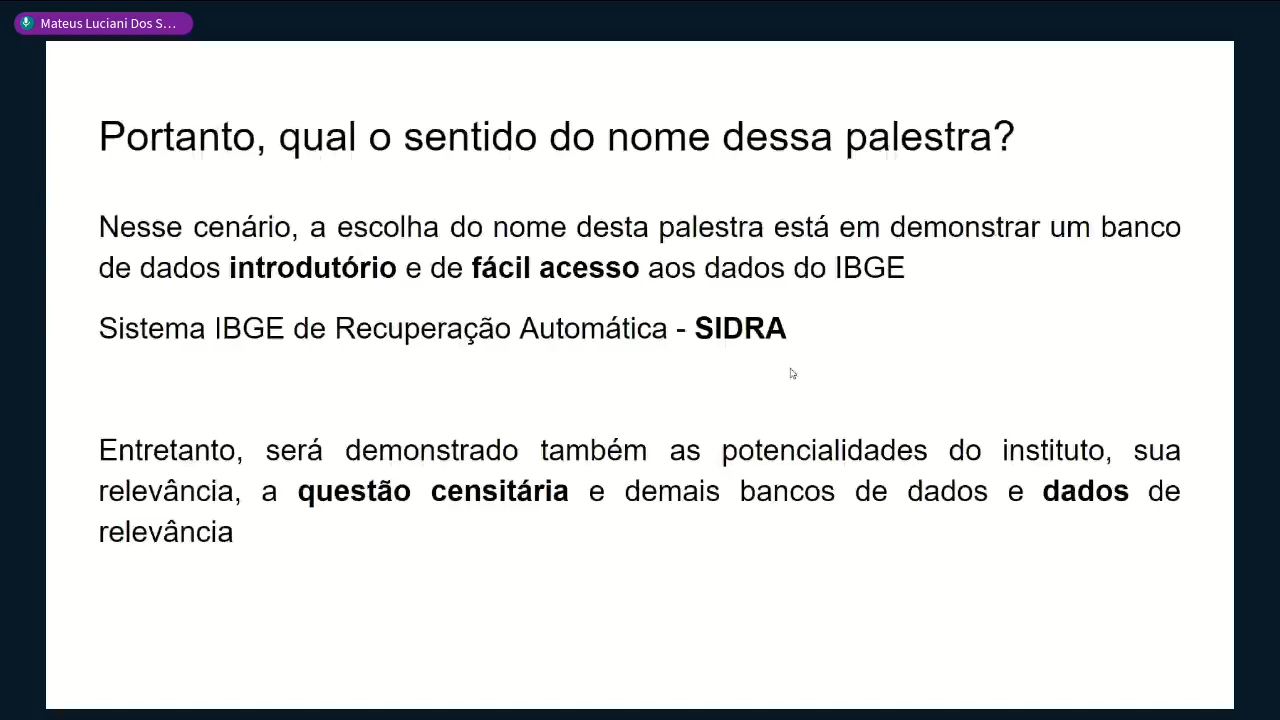 Mateus Luciani Dos S...
Portanto, qual o sentido do nome dessa palestra?
Nesse cenário, a escolha do nome desta palestra está em demonstrar um banco
de dados introdutório e de fácil acesso aos dados do IBGE
Sistema IBGE de Recuperação Automática - SIDRA
Entretanto, será demonstrado também as potencialidades do instituto, sua
relevância, a questão censitária e demais bancos de dados e dados de
relevância